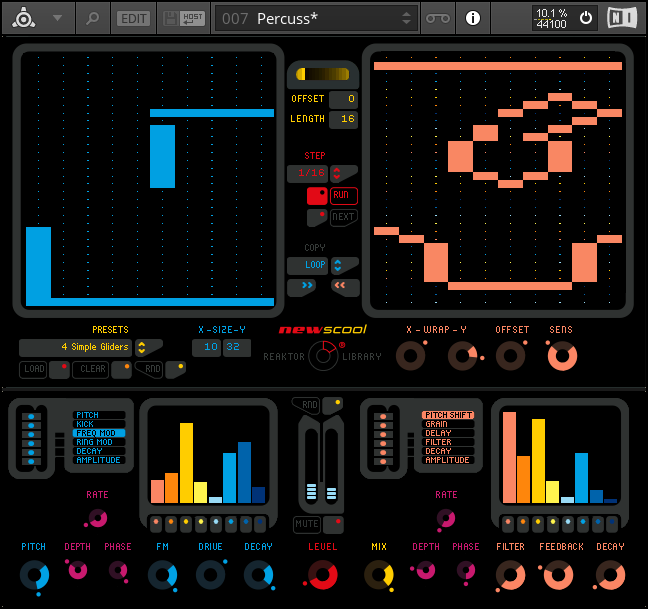 EDIT HOST 007 Percuss* i 10.1 % 44100 NI
OFFSET 0
LENGTH 16
STEP
1/16
RUN
NEXT
COPY
LOOP
>> <<
PRESETS X-SIZE-Y newscool X-WRAP-Y OFFSET SENS
4 Simple Gliders 10 32
REAKTOR LIBRARY
LOAD CLEAR RND
PITCH
KICK
FREQ MOD
RING MOD
DECAY
AMPLITUDE
RND
PITCH SHIFT
GRAIN
DELAY
FILTER
DECAY
AMPLITUDE
RATE RATE
MUTE
PITCH DEPTH PHASE FM DRIVE DECAY LEVEL MIX DEPTH PHASE FILTER FEEDBACK DECAY